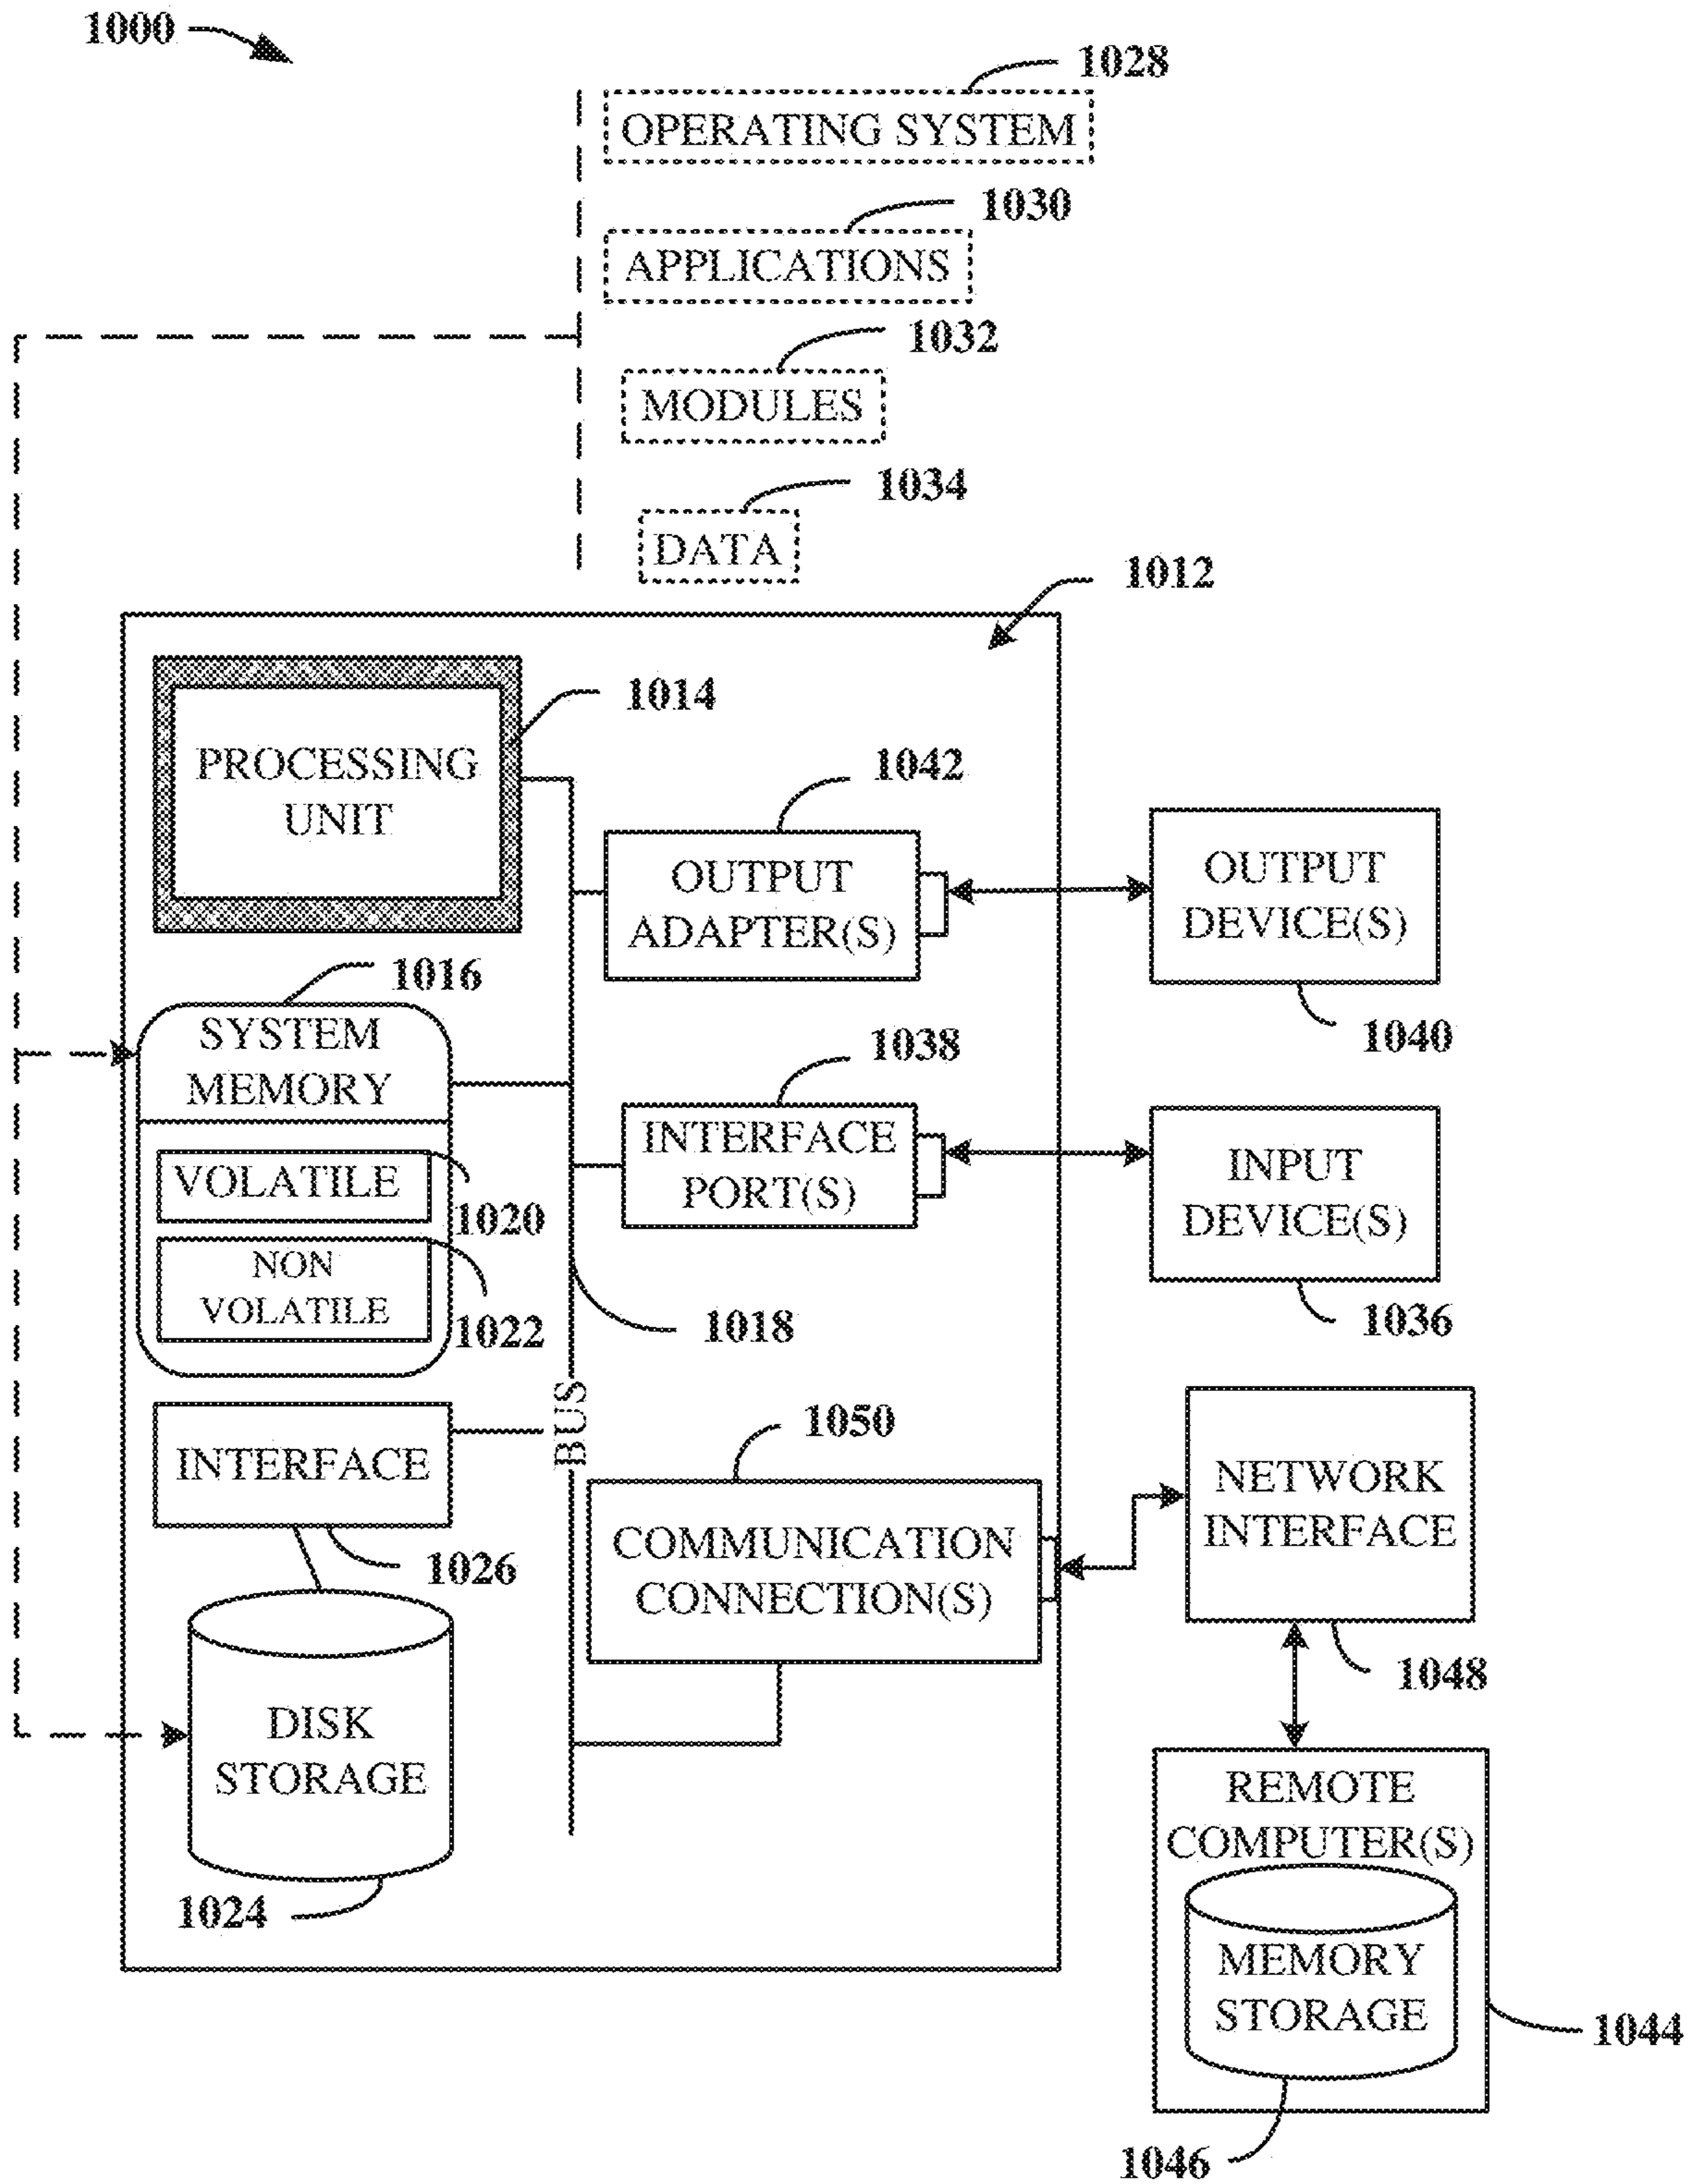 1000
1028
OPERATING SYSTEM
1030
APPLICATIONS
1032
MODULES
1034
DATA
1012
1014
PROCESSING
UNIT
1042
OUTPUT
ADAPTER(S)
OUTPUT
DEVICE(S)
1040
1016
SYSTEM
MEMORY
VOLATILE
1020
NON
VOLATILE
1022
1038
INTERFACE
PORT(S)
INPUT
DEVICE(S)
1036
1018
BUS
INTERFACE
1026
1050
COMMUNICATION
CONNECTION(S)
NETWORK
INTERFACE
1048
DISK
STORAGE
1024
REMOTE
COMPUTER(S)
MEMORY
STORAGE
1044
1046